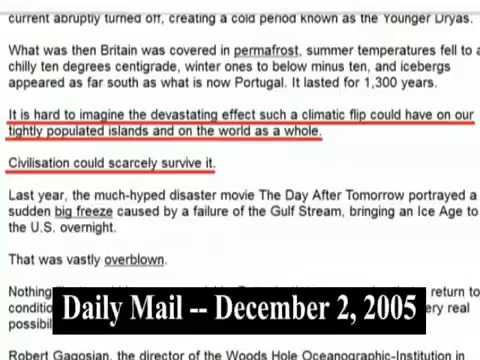 current abruptly turned off, creating a cold period known as the Younger Dryas.
What was then Britain was covered in permafrost, summer temperatures fell to a
chilly ten degrees centigrade, winter ones to below minus ten, and icebergs
appeared as far south as what is now Portugal. It lasted for 1,300 years.
It is hard to imagine the devastating effect such a climatic flip could have on our
tightly populated islands and on the world as a whole.
Civilisation could scarcely survive it.
Last year, the much-hyped disaster movie The Day After Tomorrow portrayed a
sudden big freeze caused by a failure of the Gulf Stream, bringing an Ice Age to
the U.S. overnight.
That was vastly overblown.
Nothing
return to
Daily Mail -- December 2, 2005
Robert Gagosian, the director of the Woods Hole Oceanographic-Institution in